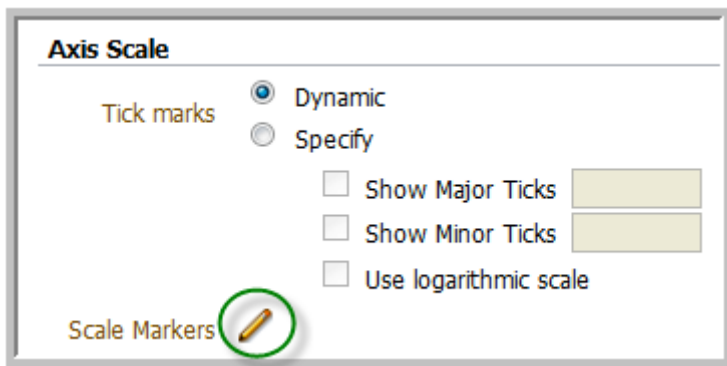 Axis Scale
Tick marks
Dynamic
Specify
Show Major Ticks
Show Minor Ticks
Use logarithmic scale
Scale Markers